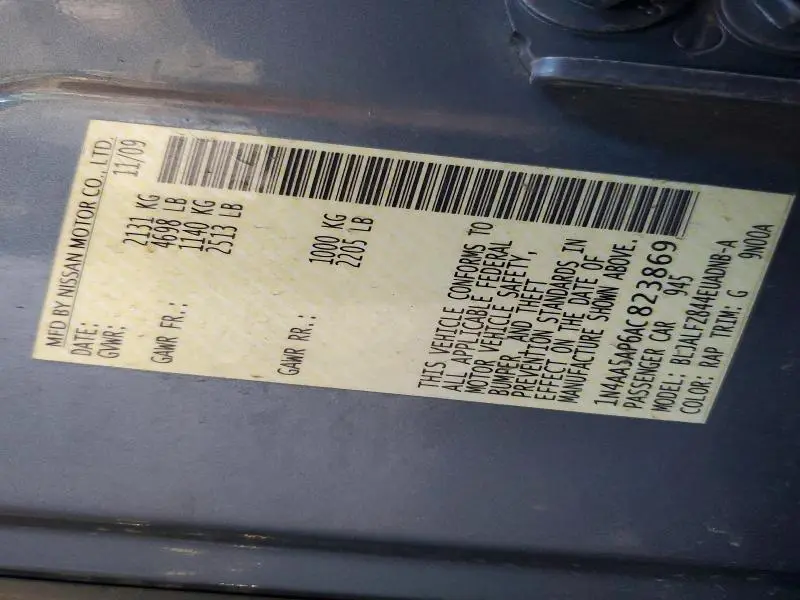 MFD BY NISSAN MOTOR CO., LTD.
DATE: 11/09
GVWR: 2131 KG
4698 LB
GAWR FR.: 1140 KG
2513 LB
GAWR RR.: 1000 KG
2205 LB
THIS VEHICLE CONFORMS TO
ALL APPLICABLE FEDERAL
MOTOR VEHICLE SAFETY,
BUMPER, AND THEFT
PREVENTION STANDARDS IN
EFFECT ON THE DATE OF
MANUFACTURE SHOWN ABOVE.
1N4AA5AP6AC823869
PASSENGER CAR 945
MODEL: BL3ALFZ844EUADNB-A
COLOR: RAP TRIM: G 9N00A